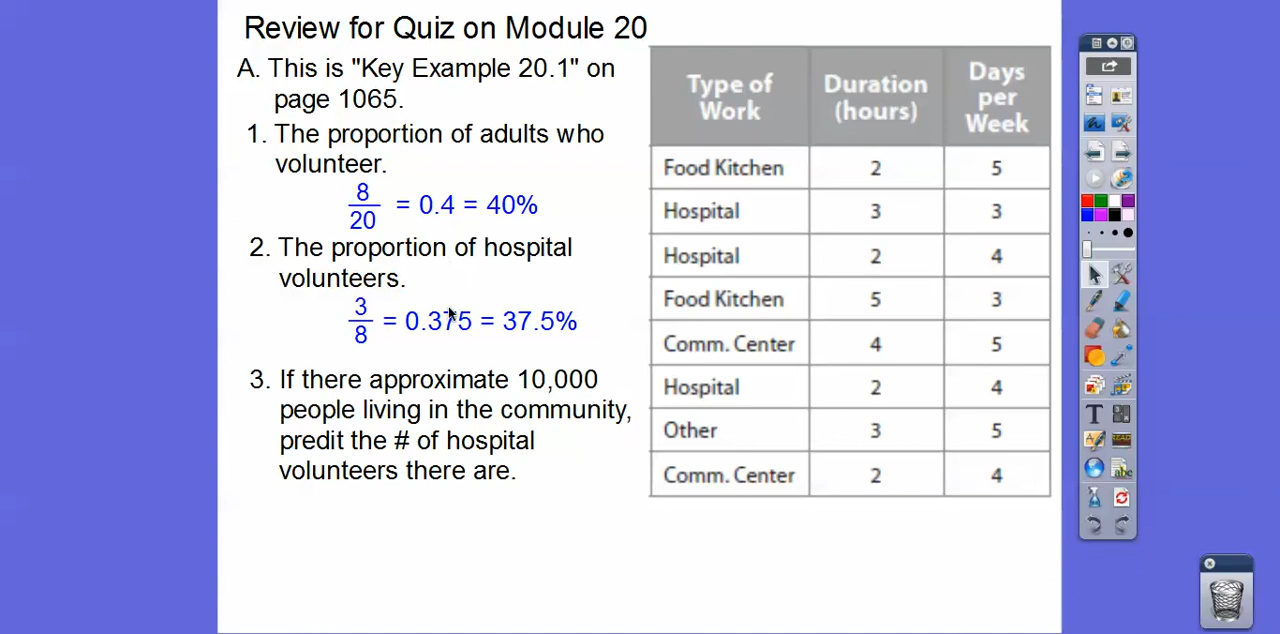 Review for Quiz on Module 20
A. This is "Key Example 20.1" on
page 1065.
1. The proportion of adults who
volunteer.
8/20 = 0.4 = 40%
2. The proportion of hospital
volunteers.
3/8 = 0.375 = 37.5%
3. If there approximate 10,000
people living in the community,
predit the # of hospital
volunteers there are.
Type of Work Duration (hours) Days per Week
Food Kitchen 2 5
Hospital 3 3
Hospital 2 4
Food Kitchen 5 3
Comm. Center 4 5
Hospital 2 4
Other 3 5
Comm. Center 2 4